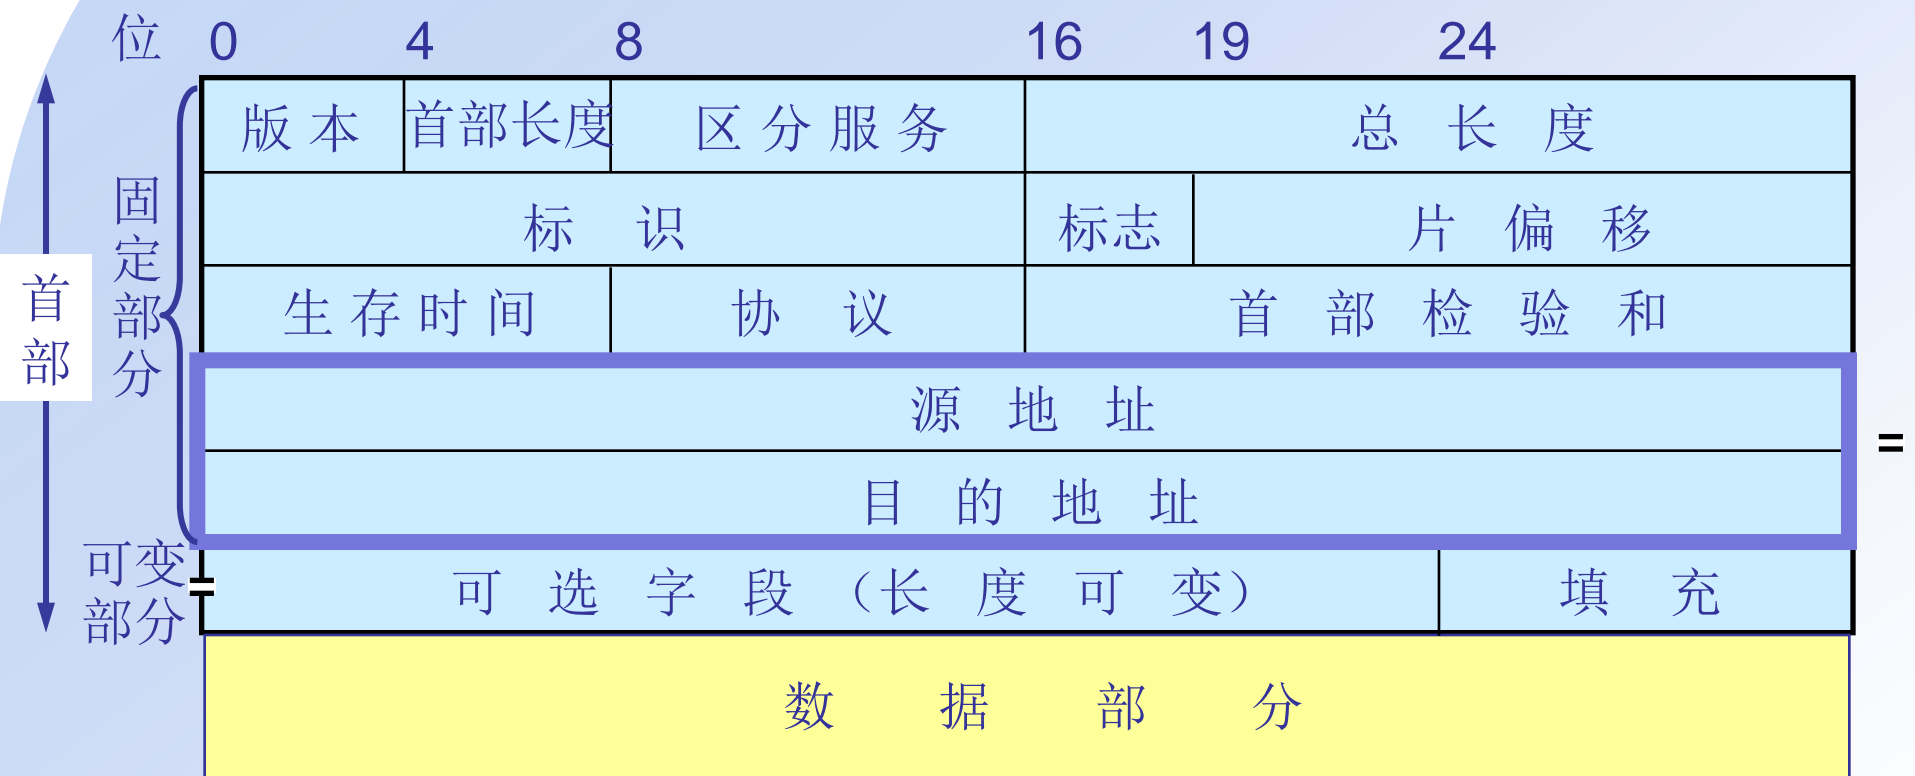 位 0 4 8 16 19 24
版本 首部长度 区分服务 总长度
标识 标志 片偏移
生存时间 协议 首部检验和
源地址
目的地址
可选字段（长度可变） 填充
数据部分
首部
固定部分
可变
部分
=
=